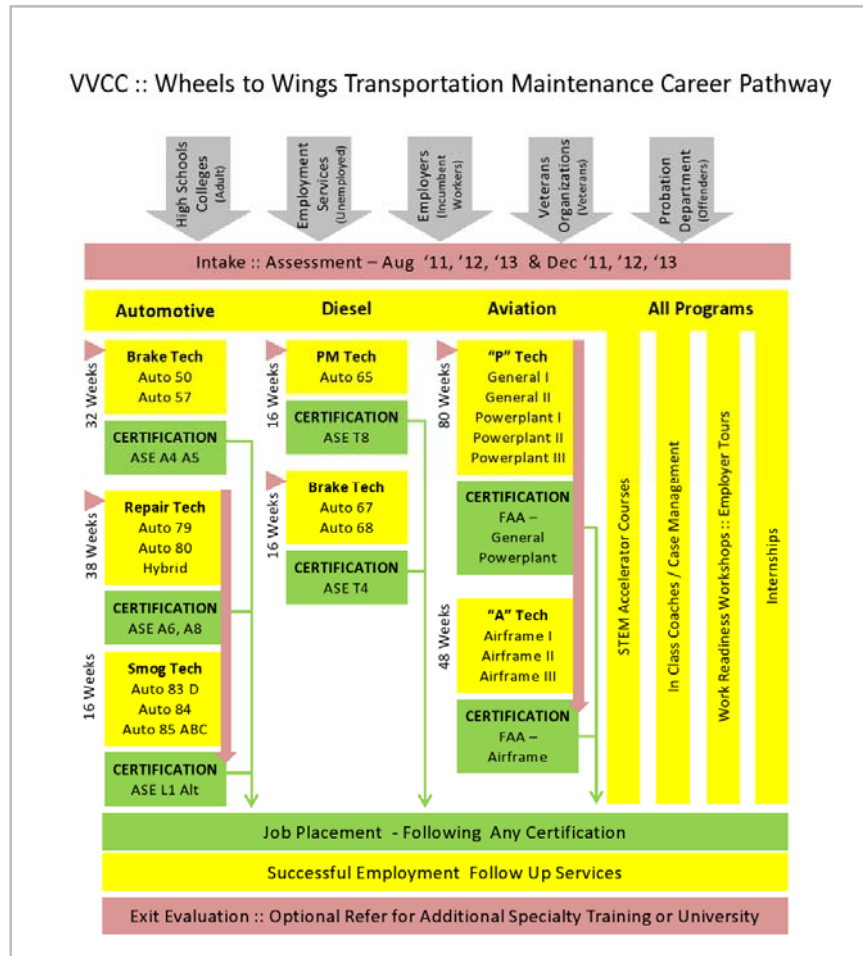 VVCC :: Wheels to Wings Transportation Maintenance Career Pathway
High Schools
Colleges
(Adult)
Employment
Services
(Unemployed)
Employers
(Incumbent
Workers)
Veterans
Organizations
(Veterans)
Probation
Department
(Offenders)
Intake :: Assessment – Aug ‘11, ’12, ‘13 & Dec ’11, ’12, ‘13
Automotive
Diesel
Aviation
All Programs
32 Weeks
Brake Tech
Auto 50
Auto 57
CERTIFICATION
ASE A4 A5
38 Weeks
Repair Tech
Auto 79
Auto 80
Hybrid
CERTIFICATION
ASE A6, A8
16 Weeks
Smog Tech
Auto 83 D
Auto 84
Auto 85 ABC
CERTIFICATION
ASE L1 Alt
16 Weeks
PM Tech
Auto 65
CERTIFICATION
ASE T8
16 Weeks
Brake Tech
Auto 67
Auto 68
CERTIFICATION
ASE T4
80 Weeks
“P” Tech
General I
General II
Powerplant I
Powerplant II
Powerplant III
CERTIFICATION
FAA –
General
Powerplant
48 Weeks
“A” Tech
Airframe I
Airframe II
Airframe III
CERTIFICATION
FAA –
Airframe
STEM Accelerator Courses
In Class Coaches / Case Management
Work Readiness Workshops :: Employer Tours
Internships
Job Placement - Following Any Certification
Successful Employment Follow Up Services
Exit Evaluation :: Optional Refer for Additional Specialty Training or University